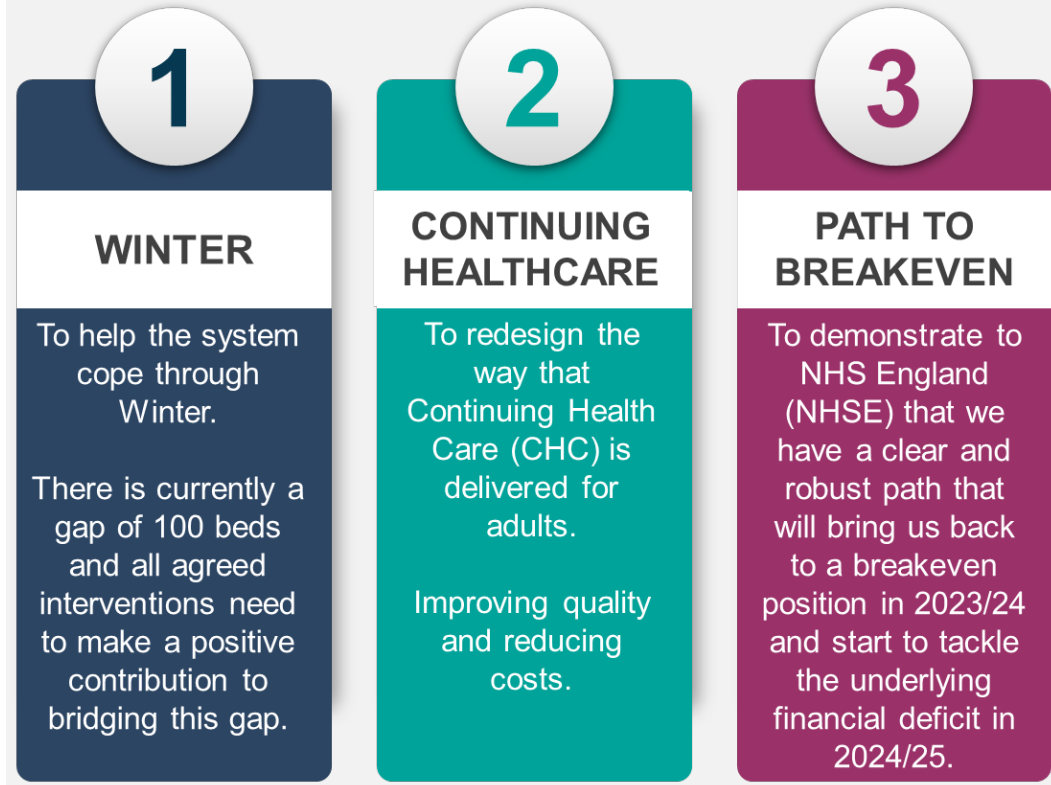 1
WINTER
To help the system
cope through
Winter.
There is currently a
gap of 100 beds
and all agreed
interventions need
to make a positive
contribution to
bridging this gap.
2
CONTINUING
HEALTHCARE
To redesign the
way that
Continuing Health
Care (CHC) is
delivered for
adults.
Improving quality
and reducing
costs.
3
PATH TO
BREAKEVEN
To demonstrate to
NHS England
(NHSE) that we
have a clear and
robust path that
will bring us back
to a breakeven
position in 2023/24
and start to tackle
the underlying
financial deficit in
2024/25.